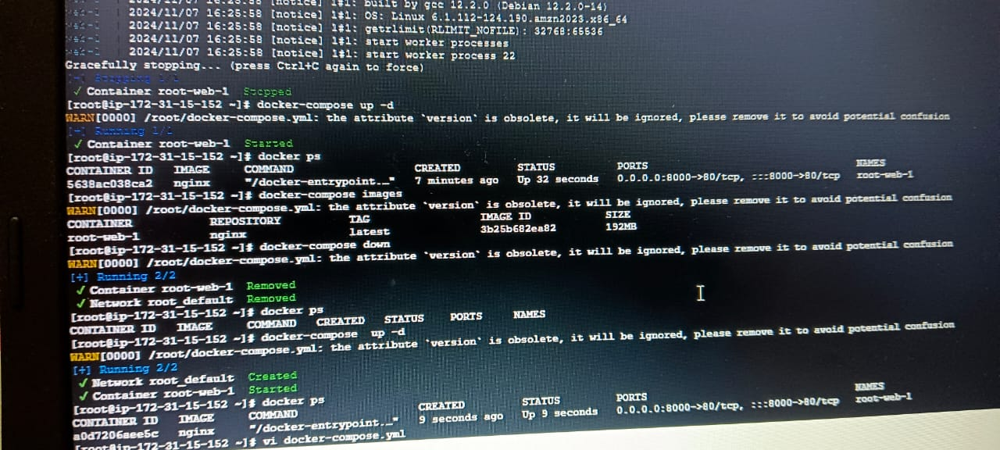 2024/11/07 16:25:58 [notice] 1#1: built by gcc 12.2.0 (Debian 12.2.0-14)
2024/11/07 16:25:58 [notice] 1#1: OS: Linux 6.1.112-124.190.amzn2023.x86_64
2024/11/07 16:25:58 [notice] 1#1: getrlimit(RLIMIT_NOFILE): 32768:65536
web-1 | 2024/11/07 16:25:58 [notice] 1#1: start worker processes
web-1 | 2024/11/07 16:25:58 [notice] 1#1: start worker process 22
Gracefully stopping... (press Ctrl+C again to force)
[+] Stopping 1/1
✓ Container root-web-1 Stopped
[root@ip-172-31-15-152 ~]# docker-compose up -d
WARN[0000] /root/docker-compose.yml: the attribute `version` is obsolete, it will be ignored, please remove it to avoid potential confusion
[+] Running 1/1
✓ Container root-web-1 Started
[root@ip-172-31-15-152 ~]# docker ps
CONTAINER ID IMAGE COMMAND CREATED STATUS PORTS NAMES
5638ac038ca2 nginx "/docker-entrypoint.…" 7 minutes ago Up 32 seconds 0.0.0.0:8000->80/tcp, :::8000->80/tcp root-web-1
[root@ip-172-31-15-152 ~]# docker-compose images
WARN[0000] /root/docker-compose.yml: the attribute `version` is obsolete, it will be ignored, please remove it to avoid potential confusion
CONTAINER REPOSITORY TAG IMAGE ID SIZE
root-web-1 nginx latest 3b25b682ea82 192MB
[root@ip-172-31-15-152 ~]# docker-compose down
WARN[0000] /root/docker-compose.yml: the attribute `version` is obsolete, it will be ignored, please remove it to avoid potential confusion
[+] Running 2/2
✓ Container root-web-1 Removed
✓ Network root_default Removed
[root@ip-172-31-15-152 ~]# docker ps
CONTAINER ID IMAGE COMMAND CREATED STATUS PORTS NAMES
[root@ip-172-31-15-152 ~]# docker-compose up -d
WARN[0000] /root/docker-compose.yml: the attribute `version` is obsolete, it will be ignored, please remove it to avoid potential confusion
[+] Running 2/2
✓ Network root_default Created
✓ Container root-web-1 Started
[root@ip-172-31-15-152 ~]# docker ps
CONTAINER ID IMAGE COMMAND CREATED STATUS PORTS NAMES
a0d7206aee5c nginx "/docker-entrypoint.…" 9 seconds ago Up 9 seconds 0.0.0.0:8000->80/tcp, :::8000->80/tcp root-web-1
[root@ip-172-31-15-152 ~]# vi docker-compose.yml